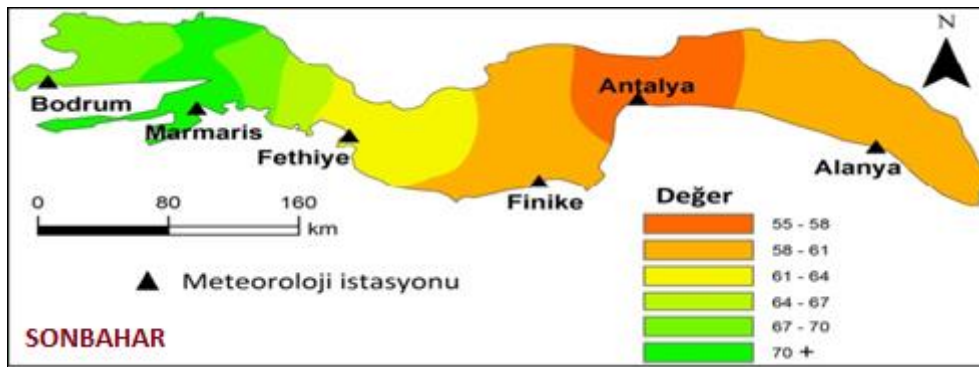 N
Bodrum
Marmaris
Fethiye
Finike
Antalya
Alanya
0 80 160
km
Meteoroloji istasyonu
SONBAHAR
Değer
55 - 58
58 - 61
61 - 64
64 - 67
67 - 70
70 +